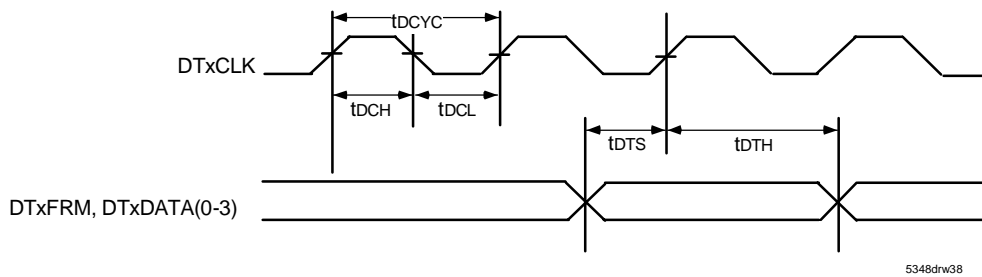 tDCYC
DTxCLK
tDCH
tDCL
tDTS
tDTH
DTxFRM, DTxDATA(0-3)
5348drw38